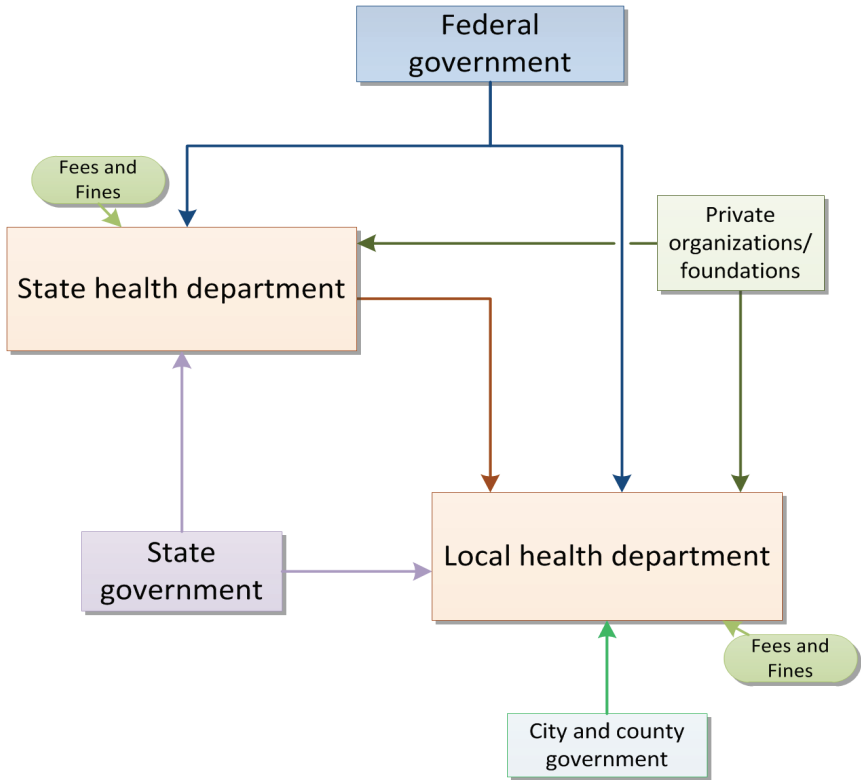 Federal
government
Fees and
Fines
Private
organizations/
foundations
State health department
State
government
Local health department
Fees and
Fines
City and county
government